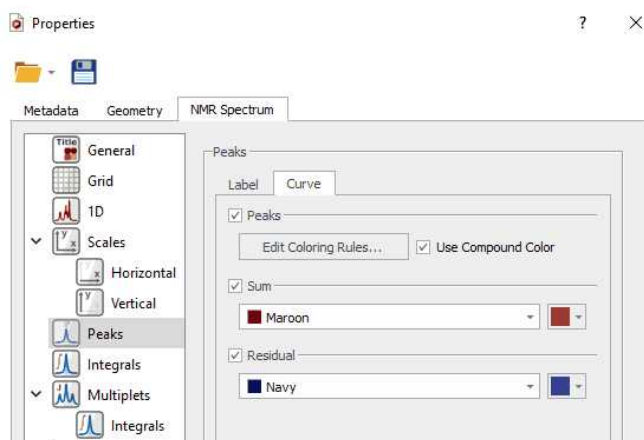 Properties
?
Metadata Geometry NMR Spectrum
Title
General
Grid
1D
Scales
Horizontal
Vertical
Peaks
Integrals
Multiplets
Integrals
Peaks
Label Curve
Peaks
Edit Coloring Rules... Use Compound Color
Sum
Maroon
Residual
Navy